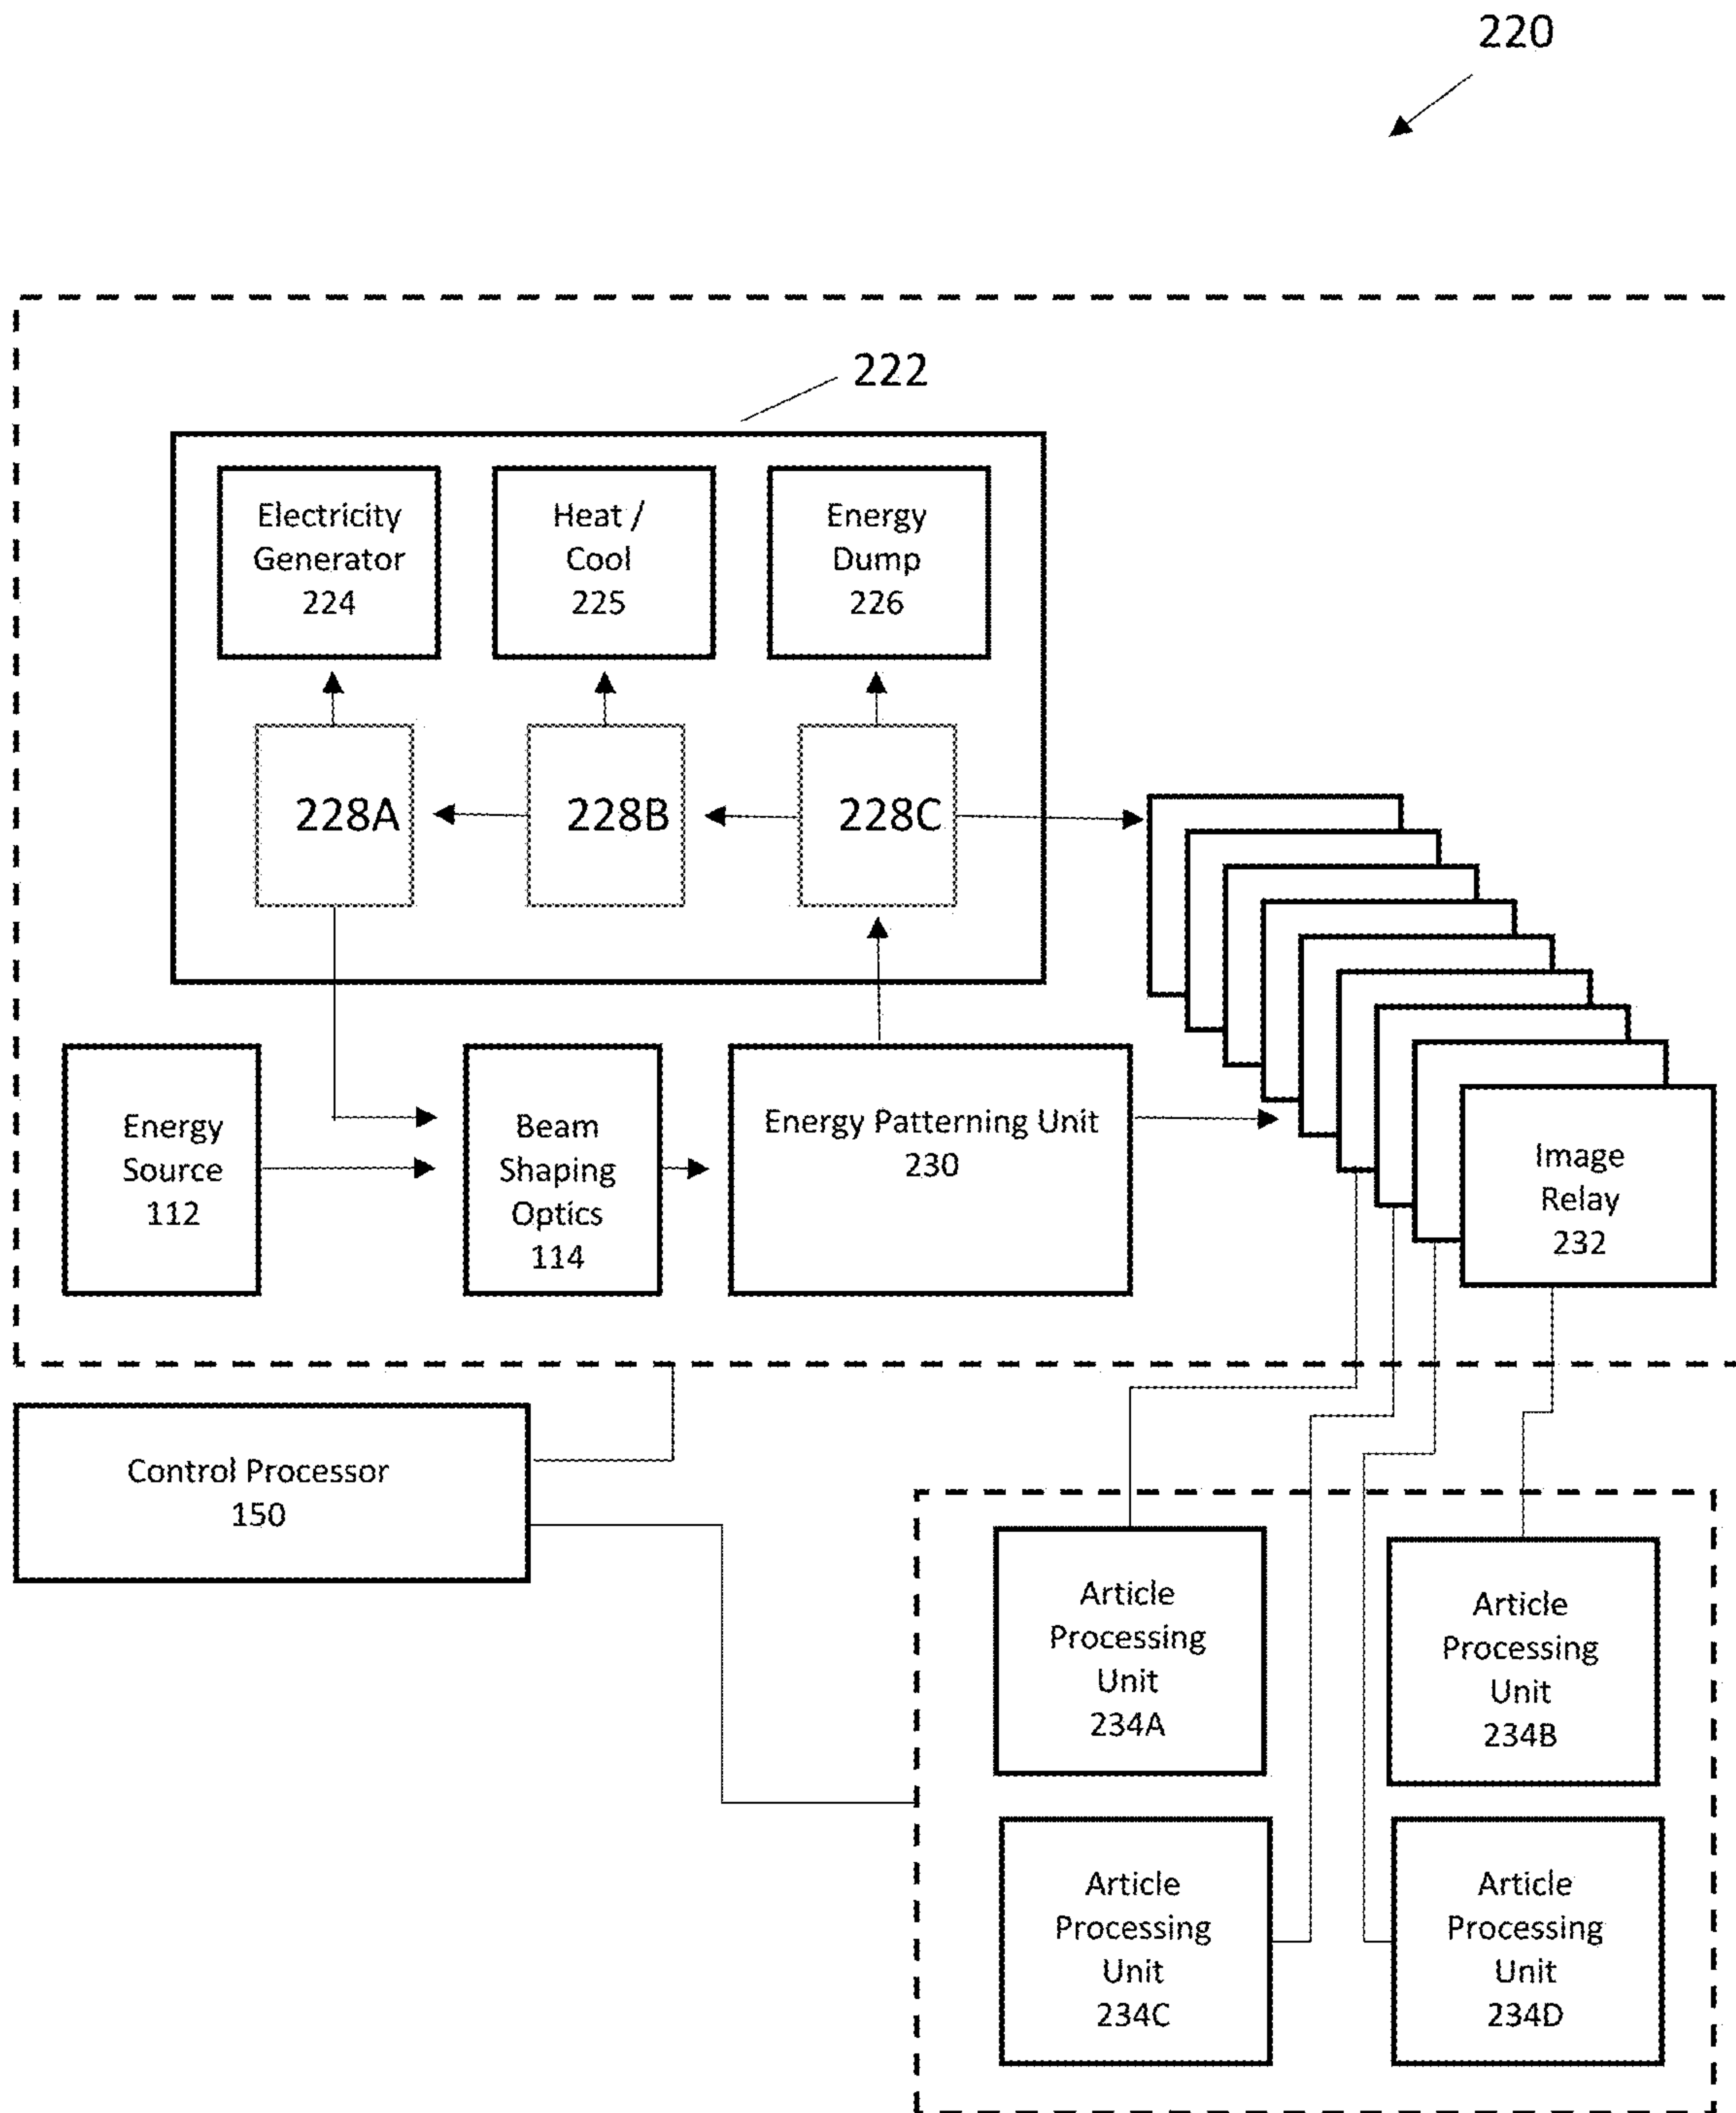 220
222
Electricity
Generator
224
Heat /
Cool
225
Energy
Dump
226
228A
228B
228C
Energy
Source
112
Beam
Shaping
Optics
114
Energy Patterning Unit
230
Image
Relay
232
Control Processor
150
Article
Processing
Unit
234A
Article
Processing
Unit
234B
Article
Processing
Unit
234C
Article
Processing
Unit
234D